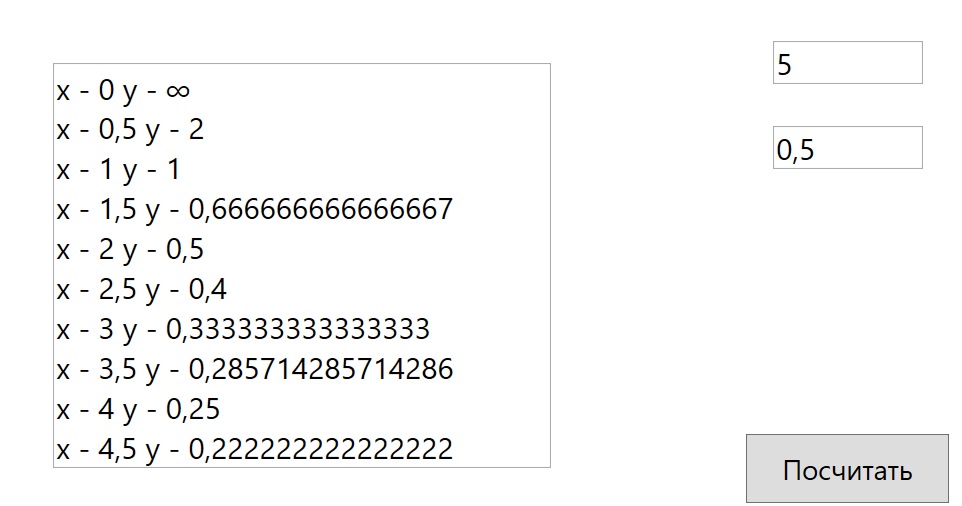 x - 0 y - ∞
x - 0,5 y - 2
x - 1 y - 1
x - 1,5 y - 0,666666666666667
x - 2 y - 0,5
x - 2,5 y - 0,4
x - 3 y - 0,333333333333333
x - 3,5 y - 0,285714285714286
x - 4 y - 0,25
x - 4,5 y - 0,222222222222222
5
0,5
Посчитать